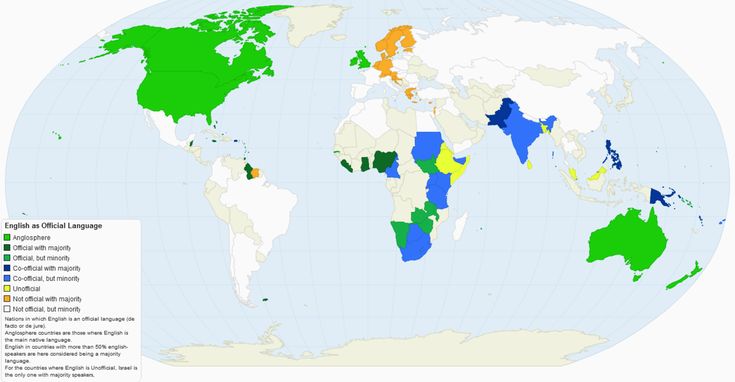 English as Official Language
Anglosphere
Official with majority
Official, but minority
Co-official with majority
Co-official, but minority
Unofficial
Not official with majority
Not official, but minority
Nations in which English is an official language (de
facto or de jure).
Anglosphere countries are those where English is
the main native language.
English in countries with more than 50% english-
speakers are here considered being a majority
language.
For the countries where English is Unofficial, Israel is
the only one with majority speakers.